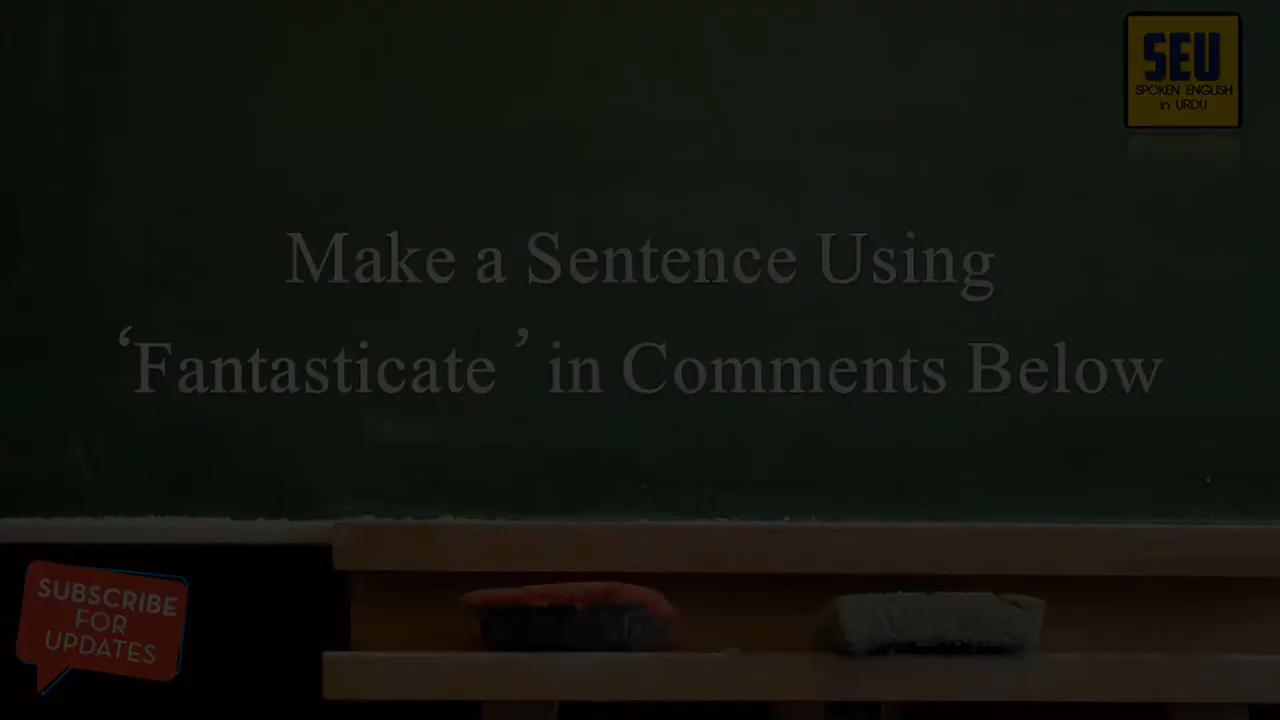 SEU
SPOKEN ENGLISH
in URDU
Make a Sentence Using
‘Fantasticate ’ in Comments Below
SUBSCRIBE
FOR
UPDATES